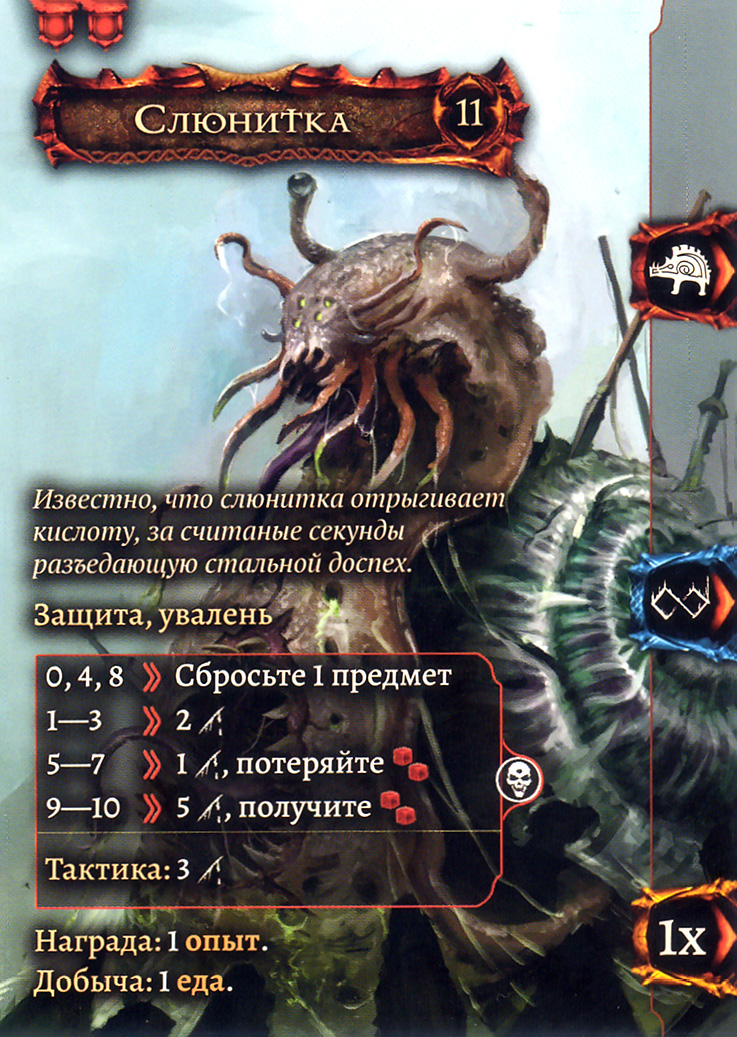 Слюнитка
11
Известно, что слюнитка отрыгивает
кислоту, за считаные секунды
разъедающую стальной доспех.
Защита, увалень
0, 4, 8 Сбросьте 1 предмет
1—3 2
5—7 1 , потеряйте
9—10 5 , получите
Тактика: 3
Награда: 1 опыт.
Добыча: 1 еда.
1x